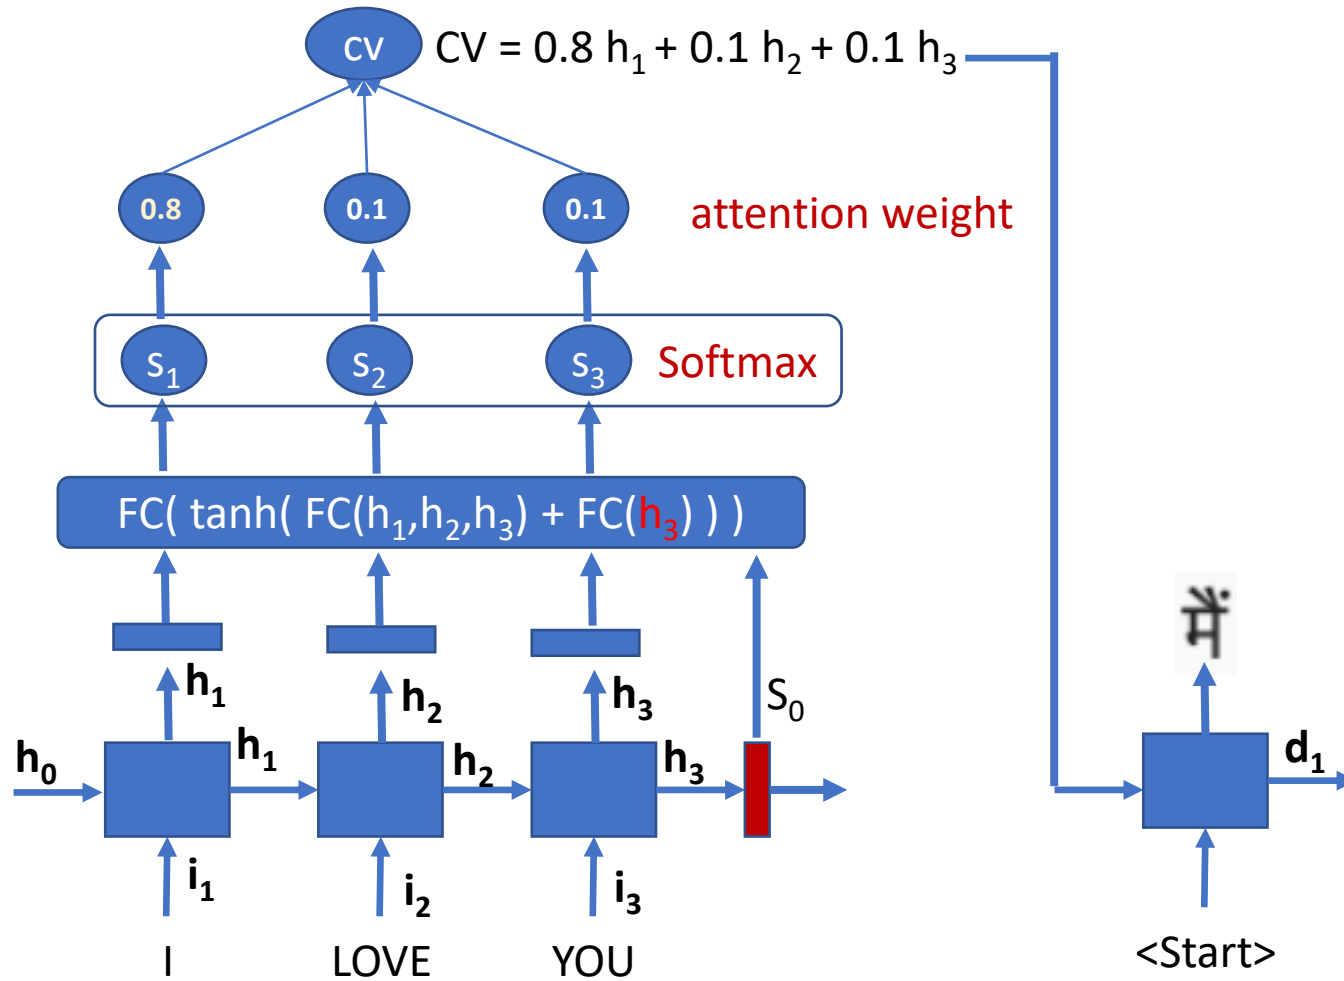 cv CV = 0.8 h₁ + 0.1 h₂ + 0.1 h₃
0.8 0.1 0.1 attention weight
s₁ s₂ s₃ Softmax
FC( tanh( FC(h₁,h₂,h₃) + FC(h₃) ) )
मैं
h₁ h₂ h₃ S₀
h₀ h₁ h₂ h₃ d₁
i₁ i₂ i₃
I LOVE YOU <Start>